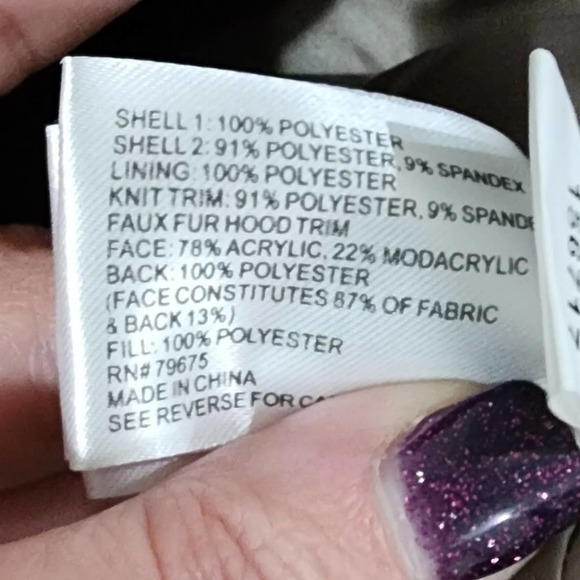 SHELL 1: 100% POLYESTER
SHELL 2: 91% POLYESTER, 9% SPANDEX
LINING: 100% POLYESTER
KNIT TRIM: 91% POLYESTER, 9% SPANDE
FAUX FUR HOOD TRIM
FACE: 78% ACRYLIC, 22% MODACRYLIC
BACK: 100% POLYESTER
(FACE CONSTITUTES 87% OF FABRIC
& BACK 13%)
FILL: 100% POLYESTER
RN# 79675
MADE IN CHINA
SEE REVERSE FOR CA